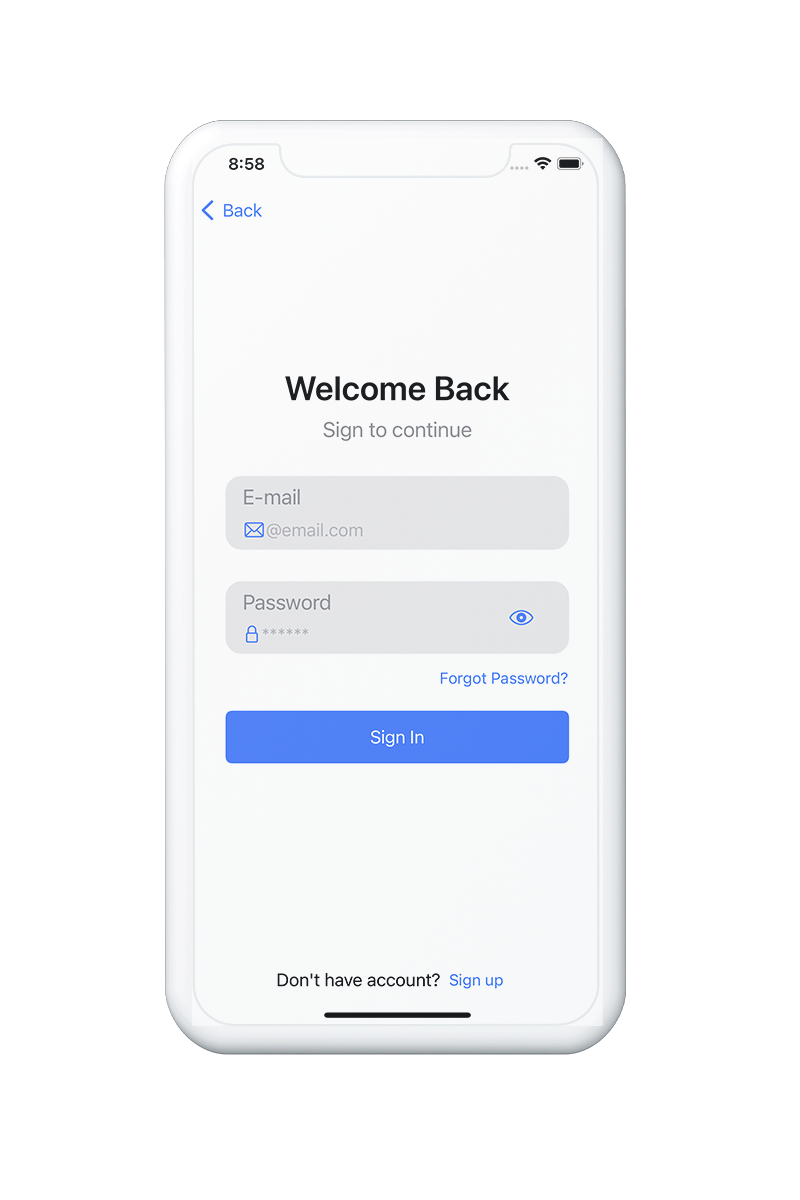 8:58
Back
Welcome Back
Sign to continue
E-mail
@email.com
Password
******
Forgot Password?
Sign In
Don't have account? Sign up